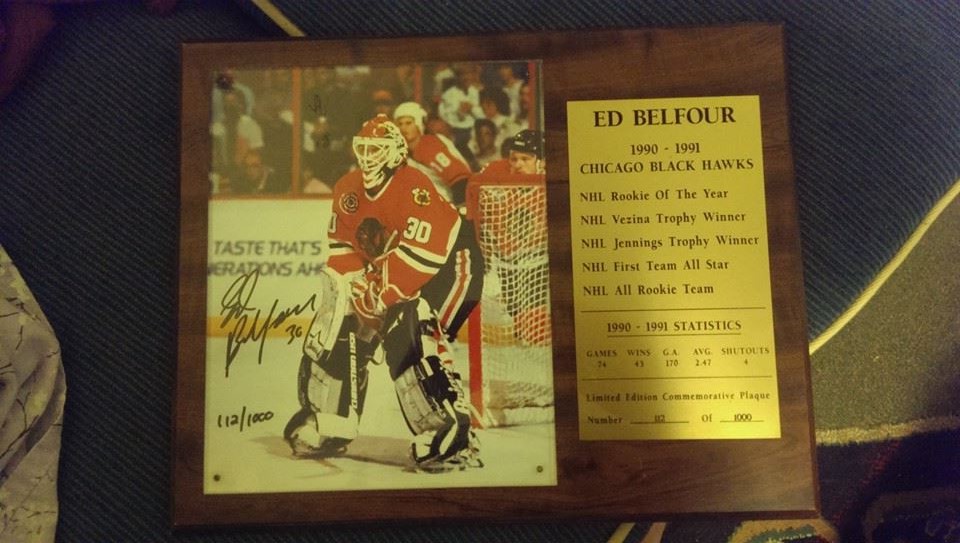 TASTE THAT'S
ERATIONS AH
30
18
Ed Belfour 30
112/1000
ED BELFOUR
1990 - 1991
CHICAGO BLACK HAWKS
NHL Rookie Of The Year
NHL Vezina Trophy Winner
NHL Jennings Trophy Winner
NHL First Team All Star
NHL All Rookie Team
1990 - 1991 STATISTICS
GAMES WINS G.A. AVG. SHUTOUTS
74 43 170 2.47 4
Limited Edition Commemorative Plaque
Number 112 Of 1000